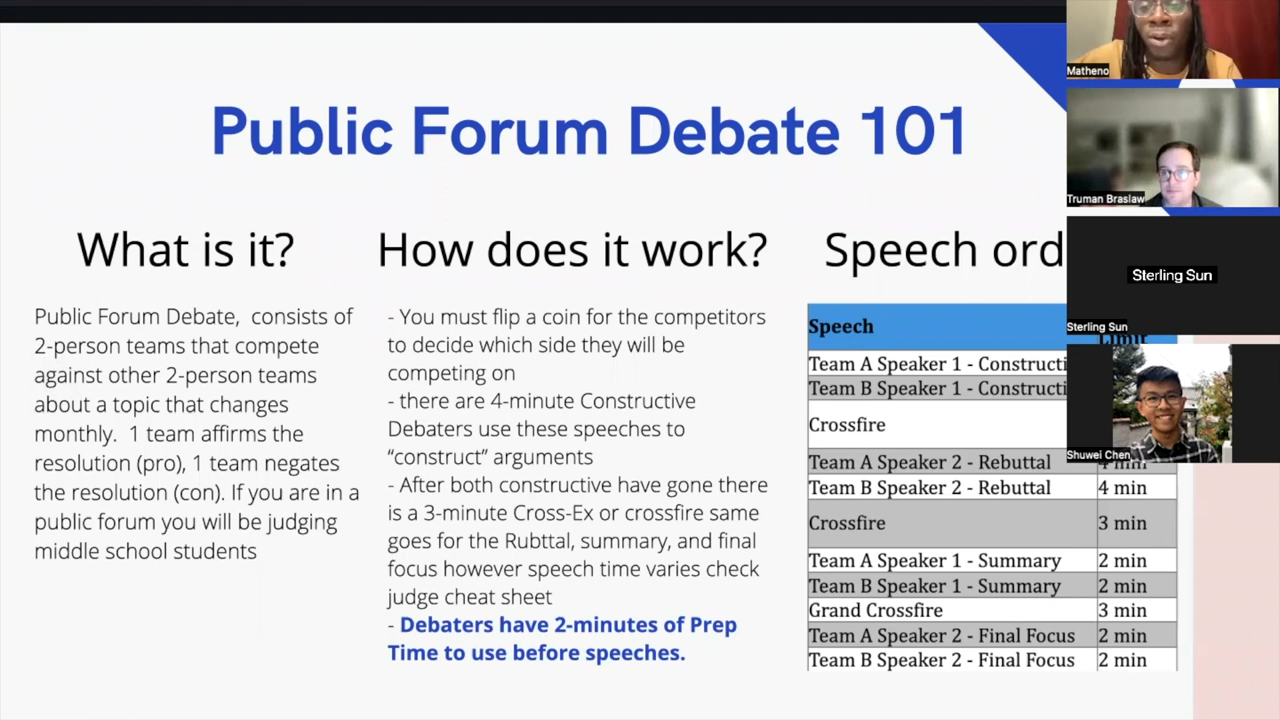 Public Forum Debate 101
What is it?
Public Forum Debate,  consists of
2-person teams that compete
against other 2-person teams
about a topic that changes
monthly.  1 team affirms the
resolution (pro), 1 team negates
the resolution (con). If you are in a
public forum you will be judging
middle school students
How does it work?
- You must flip a coin for the competitors
to decide which side they will be
competing on
- there are 4-minute Constructive
Debaters use these speeches to
“construct” arguments
- After both constructive have gone there
is a 3-minute Cross-Ex or crossfire same
goes for the Rubttal, summary, and final
focus however speech time varies check
judge cheat sheet
- Debaters have 2-minutes of Prep
Time to use before speeches.
Speech ord
Speech Limit
Team A Speaker 1 - Constructi
Team B Speaker 1 - Constructi
Crossfire
Team A Speaker 2 - Rebuttal 4 min
Team B Speaker 2 - Rebuttal 4 min
Crossfire 3 min
Team A Speaker 1 - Summary 2 min
Team B Speaker 1 - Summary 2 min
Grand Crossfire 3 min
Team A Speaker 2 - Final Focus 2 min
Team B Speaker 2 - Final Focus 2 min
Matheno
Truman Braslaw
Sterling Sun
Sterling Sun
Shuwei Chen